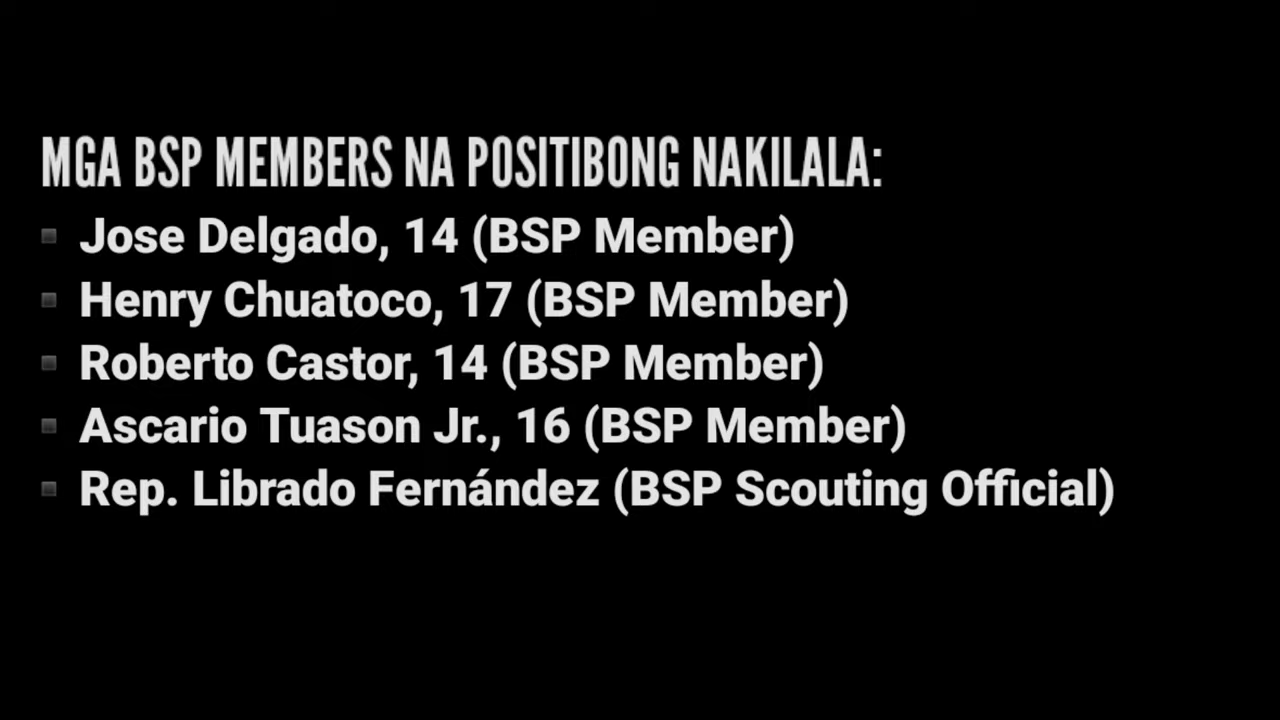 MGA BSP MEMBERS NA POSITIBONG NAKILALA:
▪ Jose Delgado, 14 (BSP Member)
▪ Henry Chuatoco, 17 (BSP Member)
▪ Roberto Castor, 14 (BSP Member)
▪ Ascario Tuason Jr., 16 (BSP Member)
▪ Rep. Librado Fernández (BSP Scouting Official)